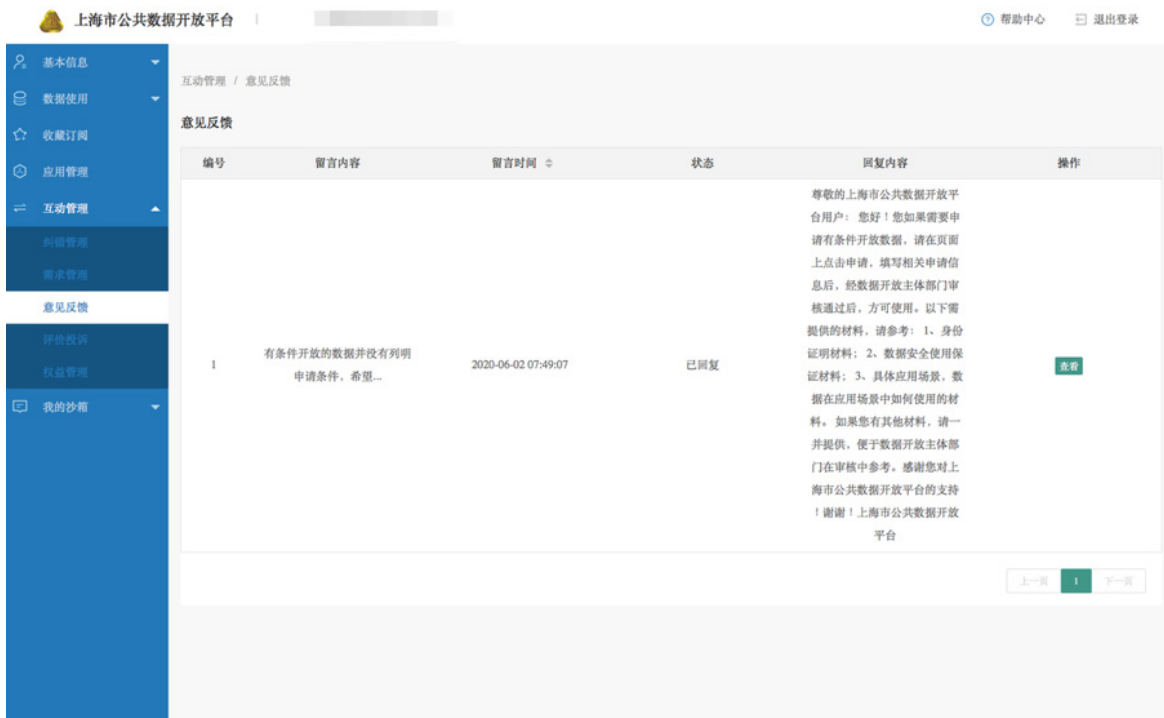 上海市公共数据开放平台
帮助中心
退出登录
基本信息
数据使用
收藏订阅
应用管理
互动管理
纠错管理
需求管理
意见反馈
评价投诉
权益管理
我的沙箱
互动管理 / 意见反馈
意见反馈
编号 留言内容 留言时间 状态 回复内容 操作
1
有条件开放的数据并没有列明
申请条件，希望...
2020-06-02 07:49:07
已回复
尊敬的上海市公共数据开放平
台用户： 您好！您如果需要申
请有条件开放数据，请在页面
上点击申请，填写相关申请信
息后，经数据开放主体部门审
核通过后，方可使用。以下需
提供的材料，请参考： 1、身份
证明材料； 2、数据安全使用保
证材料； 3、具体应用场景，数
据在应用场景中如何使用的材
料。 如果您有其他材料，请一
并提供，便于数据开放主体部
门在审核中参考。感谢您对上
海市公共数据开放平台的支持
！谢谢！上海市公共数据开放
平台
查看
上一页 1 下一页